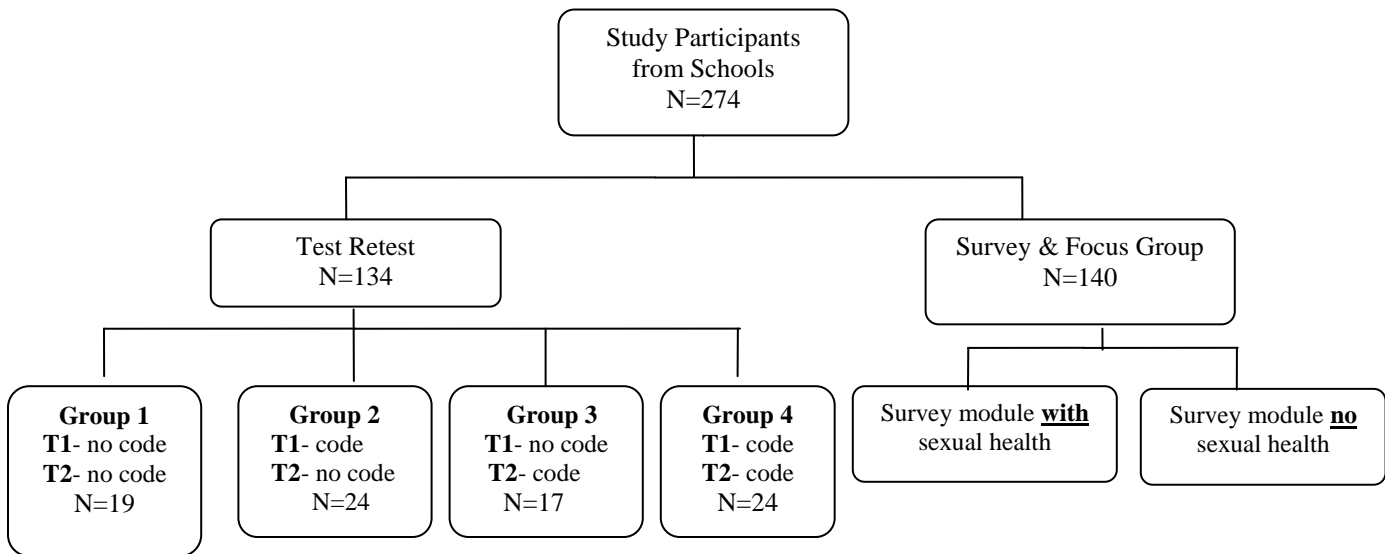 Study Participants
from Schools
N=274
Test Retest
N=134
Survey & Focus Group
N=140
Group 1
T1- no code
T2- no code
N=19
Group 2
T1- code
T2- no code
N=24
Group 3
T1- no code
T2- code
N=17
Group 4
T1- code
T2- code
N=24
Survey module with
sexual health
Survey module no
sexual health